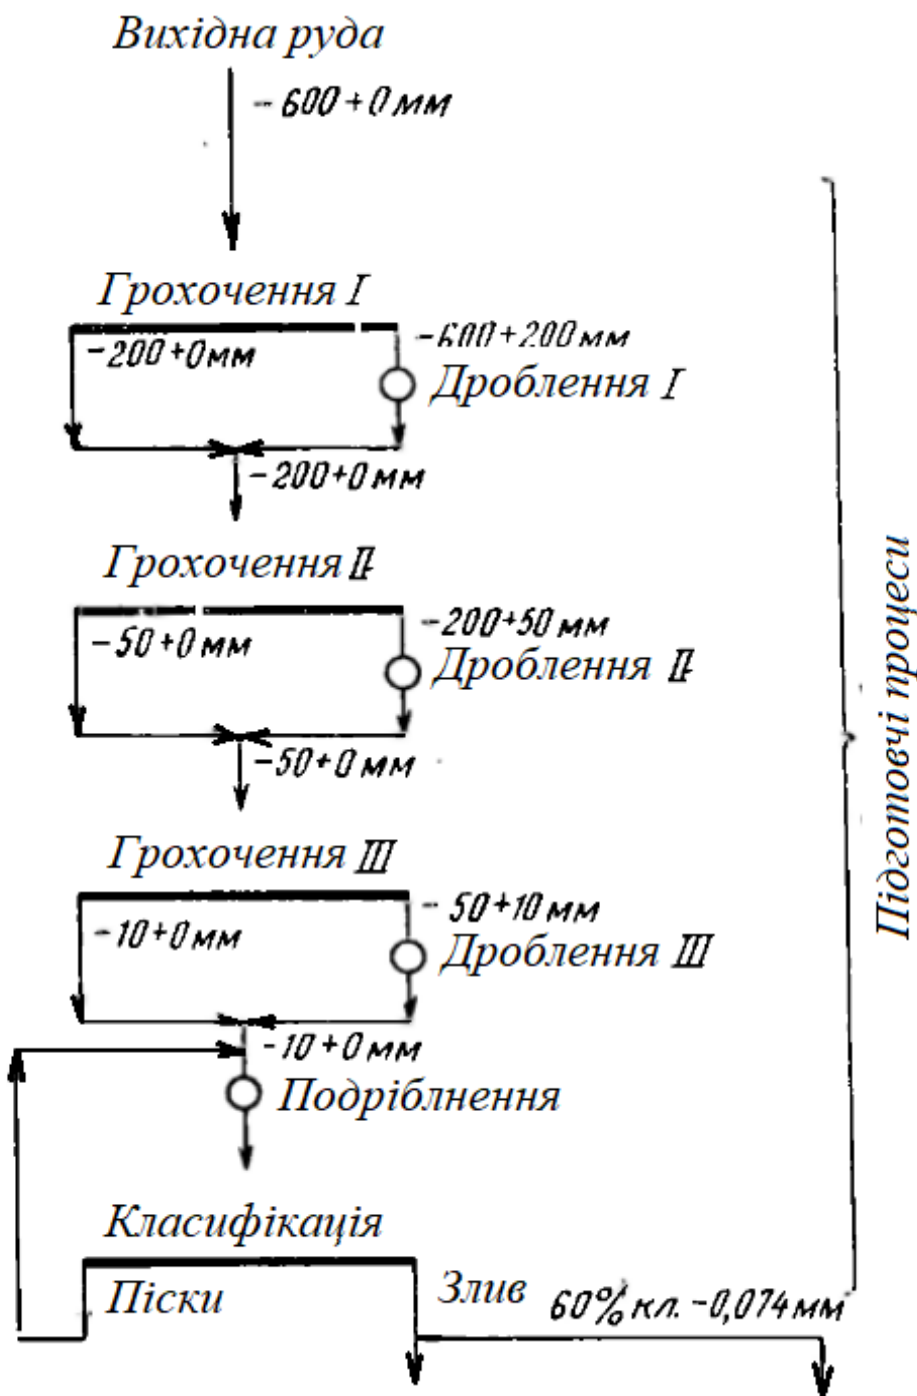 Вихідна руда
-600+0 мм
Грохочення I
-200+0 мм
-600+200 мм
Дроблення I
-200+0 мм
Грохочення II
-50+0 мм
-200+50 мм
Дроблення II
-50+0 мм
Грохочення III
-10+0 мм
-50+10 мм
Дроблення III
-10+0 мм
Подріблнення
Класифікація
Піски
Злив
60% кл. -0,074 мм
Підготовчі процеси